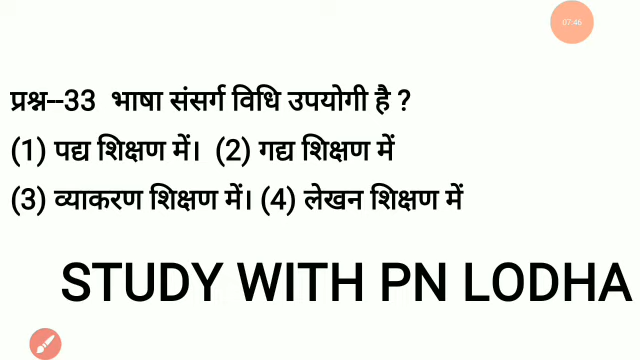 07:46
प्रश्न--33 भाषा संसर्ग विधि उपयोगी है ?
(1) पद्य शिक्षण में। (2) गद्य शिक्षण में
(3) व्याकरण शिक्षण में। (4) लेखन शिक्षण में
STUDY WITH PN LODHA